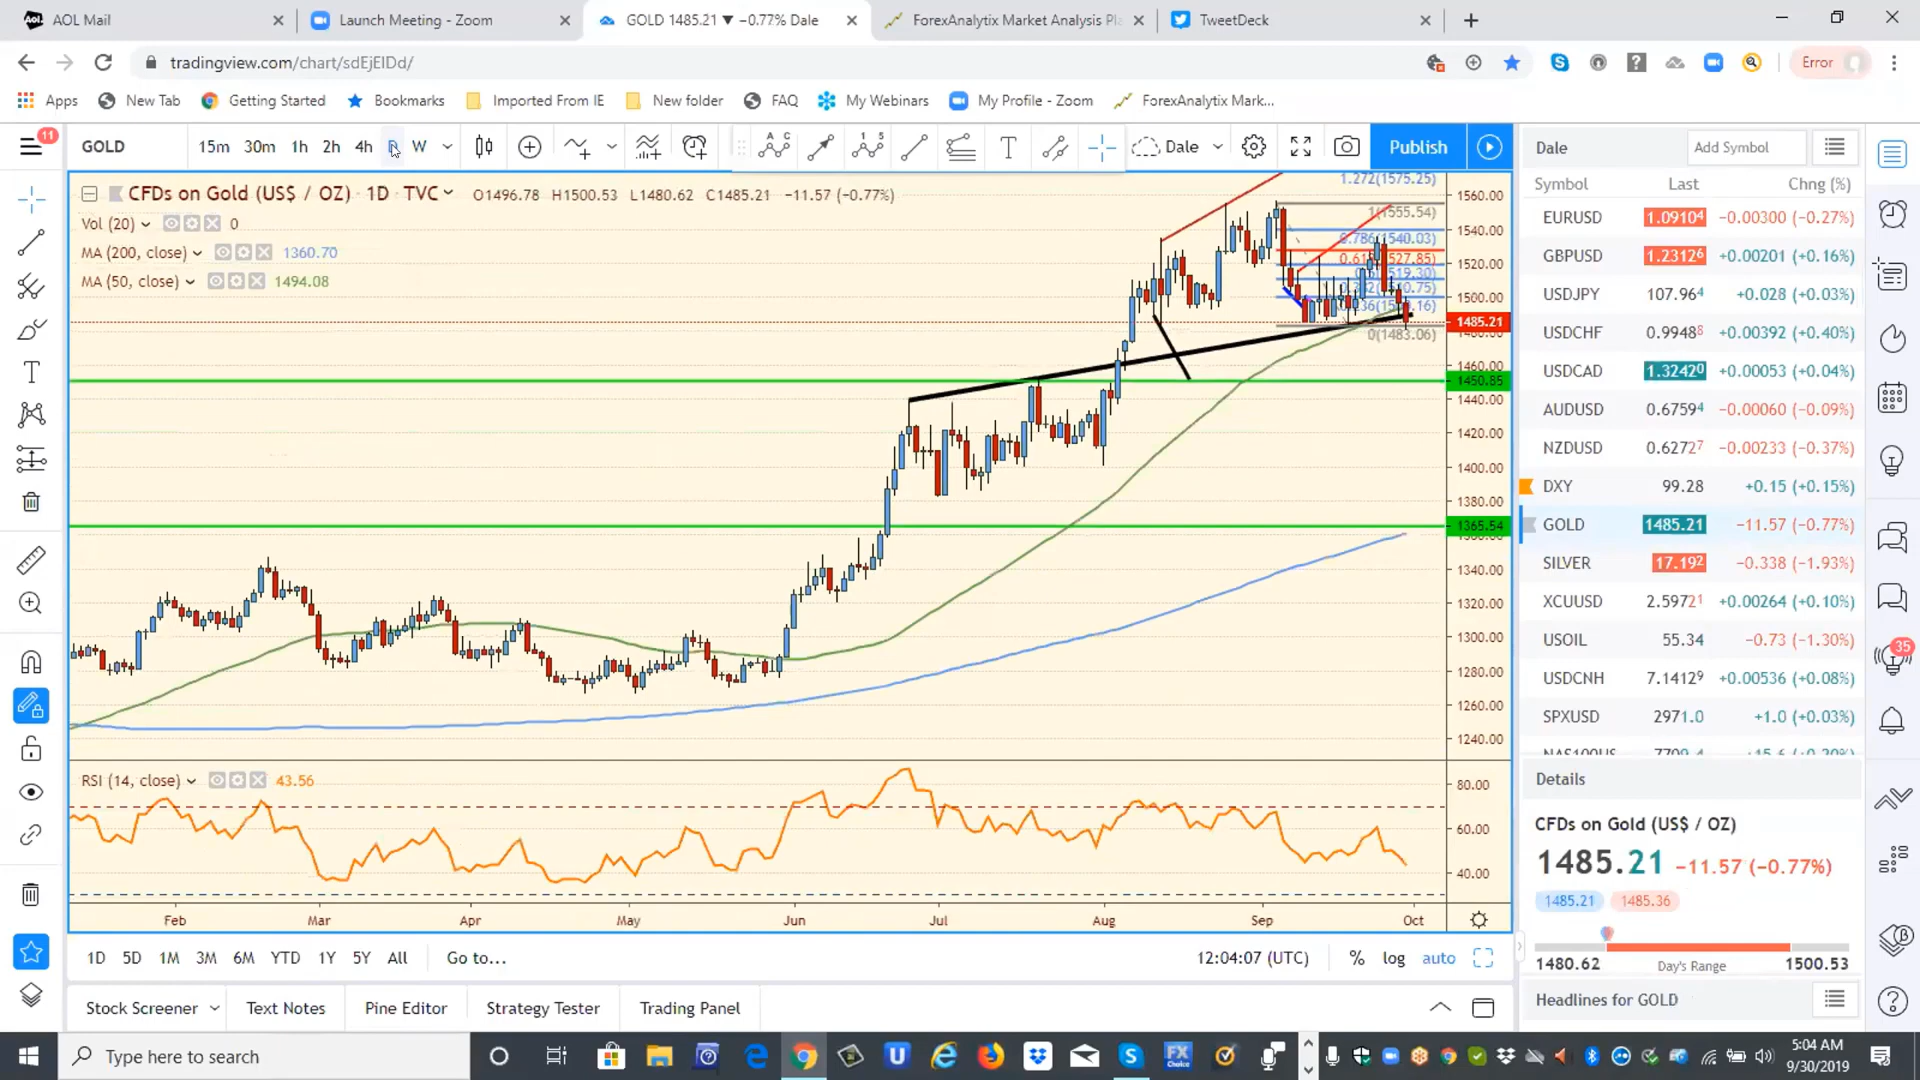 AOL Mail
Launch Meeting - Zoom
GOLD 1485.21 ▼ −0.77% Dale
ForexAnalytix Market Analysis Pl
TweetDeck
tradingview.com/chart/sdEjElDd/
Error
Apps New Tab Getting Started Bookmarks Imported From IE New folder FAQ My Webinars My Profile - Zoom ForexAnalytix Mark...
11
GOLD 15m 30m 1h 2h 4h D W Dale Publish
CFDs on Gold (US$ / OZ) · 1D · TVC O1496.78 H1500.53 L1480.62 C1485.21 −11.57 (−0.77%)
Vol (20) 0
MA (200, close) 1360.70
MA (50, close) 1494.08
1.272(1575.25)
1(1555.54)
0.786(1540.03)
0(1483.06)
1560.00
1540.00
1520.00
1500.00
1485.21
1460.00
1450.85
1440.00
1420.00
1400.00
1380.00
1365.54
1340.00
1320.00
1300.00
1280.00
1260.00
1240.00
RSI (14, close) 43.56
80.00
60.00
40.00
Feb Mar Apr May Jun Jul Aug Sep Oct
1D 5D 1M 3M 6M YTD 1Y 5Y All Go to... 12:04:07 (UTC) % log auto
Stock Screener Text Notes Pine Editor Strategy Tester Trading Panel
Dale Add Symbol
Symbol Last Chng (%)
EURUSD 1.09104 −0.00300 (−0.27%)
GBPUSD 1.23126 +0.00201 (+0.16%)
USDJPY 107.964 +0.028 (+0.03%)
USDCHF 0.99488 +0.00392 (+0.40%)
USDCAD 1.32420 +0.00053 (+0.04%)
AUDUSD 0.67594 −0.00060 (−0.09%)
NZDUSD 0.62727 −0.00233 (−0.37%)
DXY 99.28 +0.15 (+0.15%)
GOLD 1485.21 −11.57 (−0.77%)
SILVER 17.192 −0.338 (−1.93%)
XCUUSD 2.59721 +0.00264 (+0.10%)
USOIL 55.34 −0.73 (−1.30%)
USDCNH 7.14129 +0.00536 (+0.08%)
SPXUSD 2971.0 +1.0 (+0.03%)
35
Details
CFDs on Gold (US$ / OZ)
1485.21 −11.57 (−0.77%)
1485.21 1485.36
1480.62 Day's Range 1500.53
Headlines for GOLD
Type here to search
5:04 AM
9/30/2019